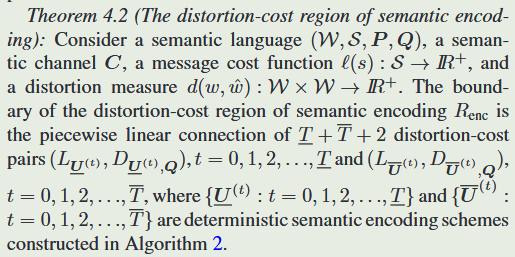 Theorem 4.2 (The distortion-cost region of semantic encod-
ing): Consider a semantic language (𝒲, 𝒮, P, Q), a seman-
tic channel C, a message cost function ℓ(s) : 𝒮 → ℝ⁺, and
a distortion measure d(w, ŵ) : 𝒲 × 𝒲 → ℝ⁺. The bound-
ary of the distortion-cost region of semantic encoding R_enc is
the piecewise linear connection of T̲ + T̅ + 2 distortion-cost
pairs (L_{U̲^{(t)}}, D_{U̲^{(t)},Q}), t = 0, 1, 2, . . . , T̲ and (L_{U̅^{(t)}}, D_{U̅^{(t)},Q}),
t = 0, 1, 2, . . . , T̅, where {U̲^{(t)} : t = 0, 1, 2, . . . , T̲} and {U̅^{(t)} :
t = 0, 1, 2, . . . , T̅} are deterministic semantic encoding schemes
constructed in Algorithm 2.